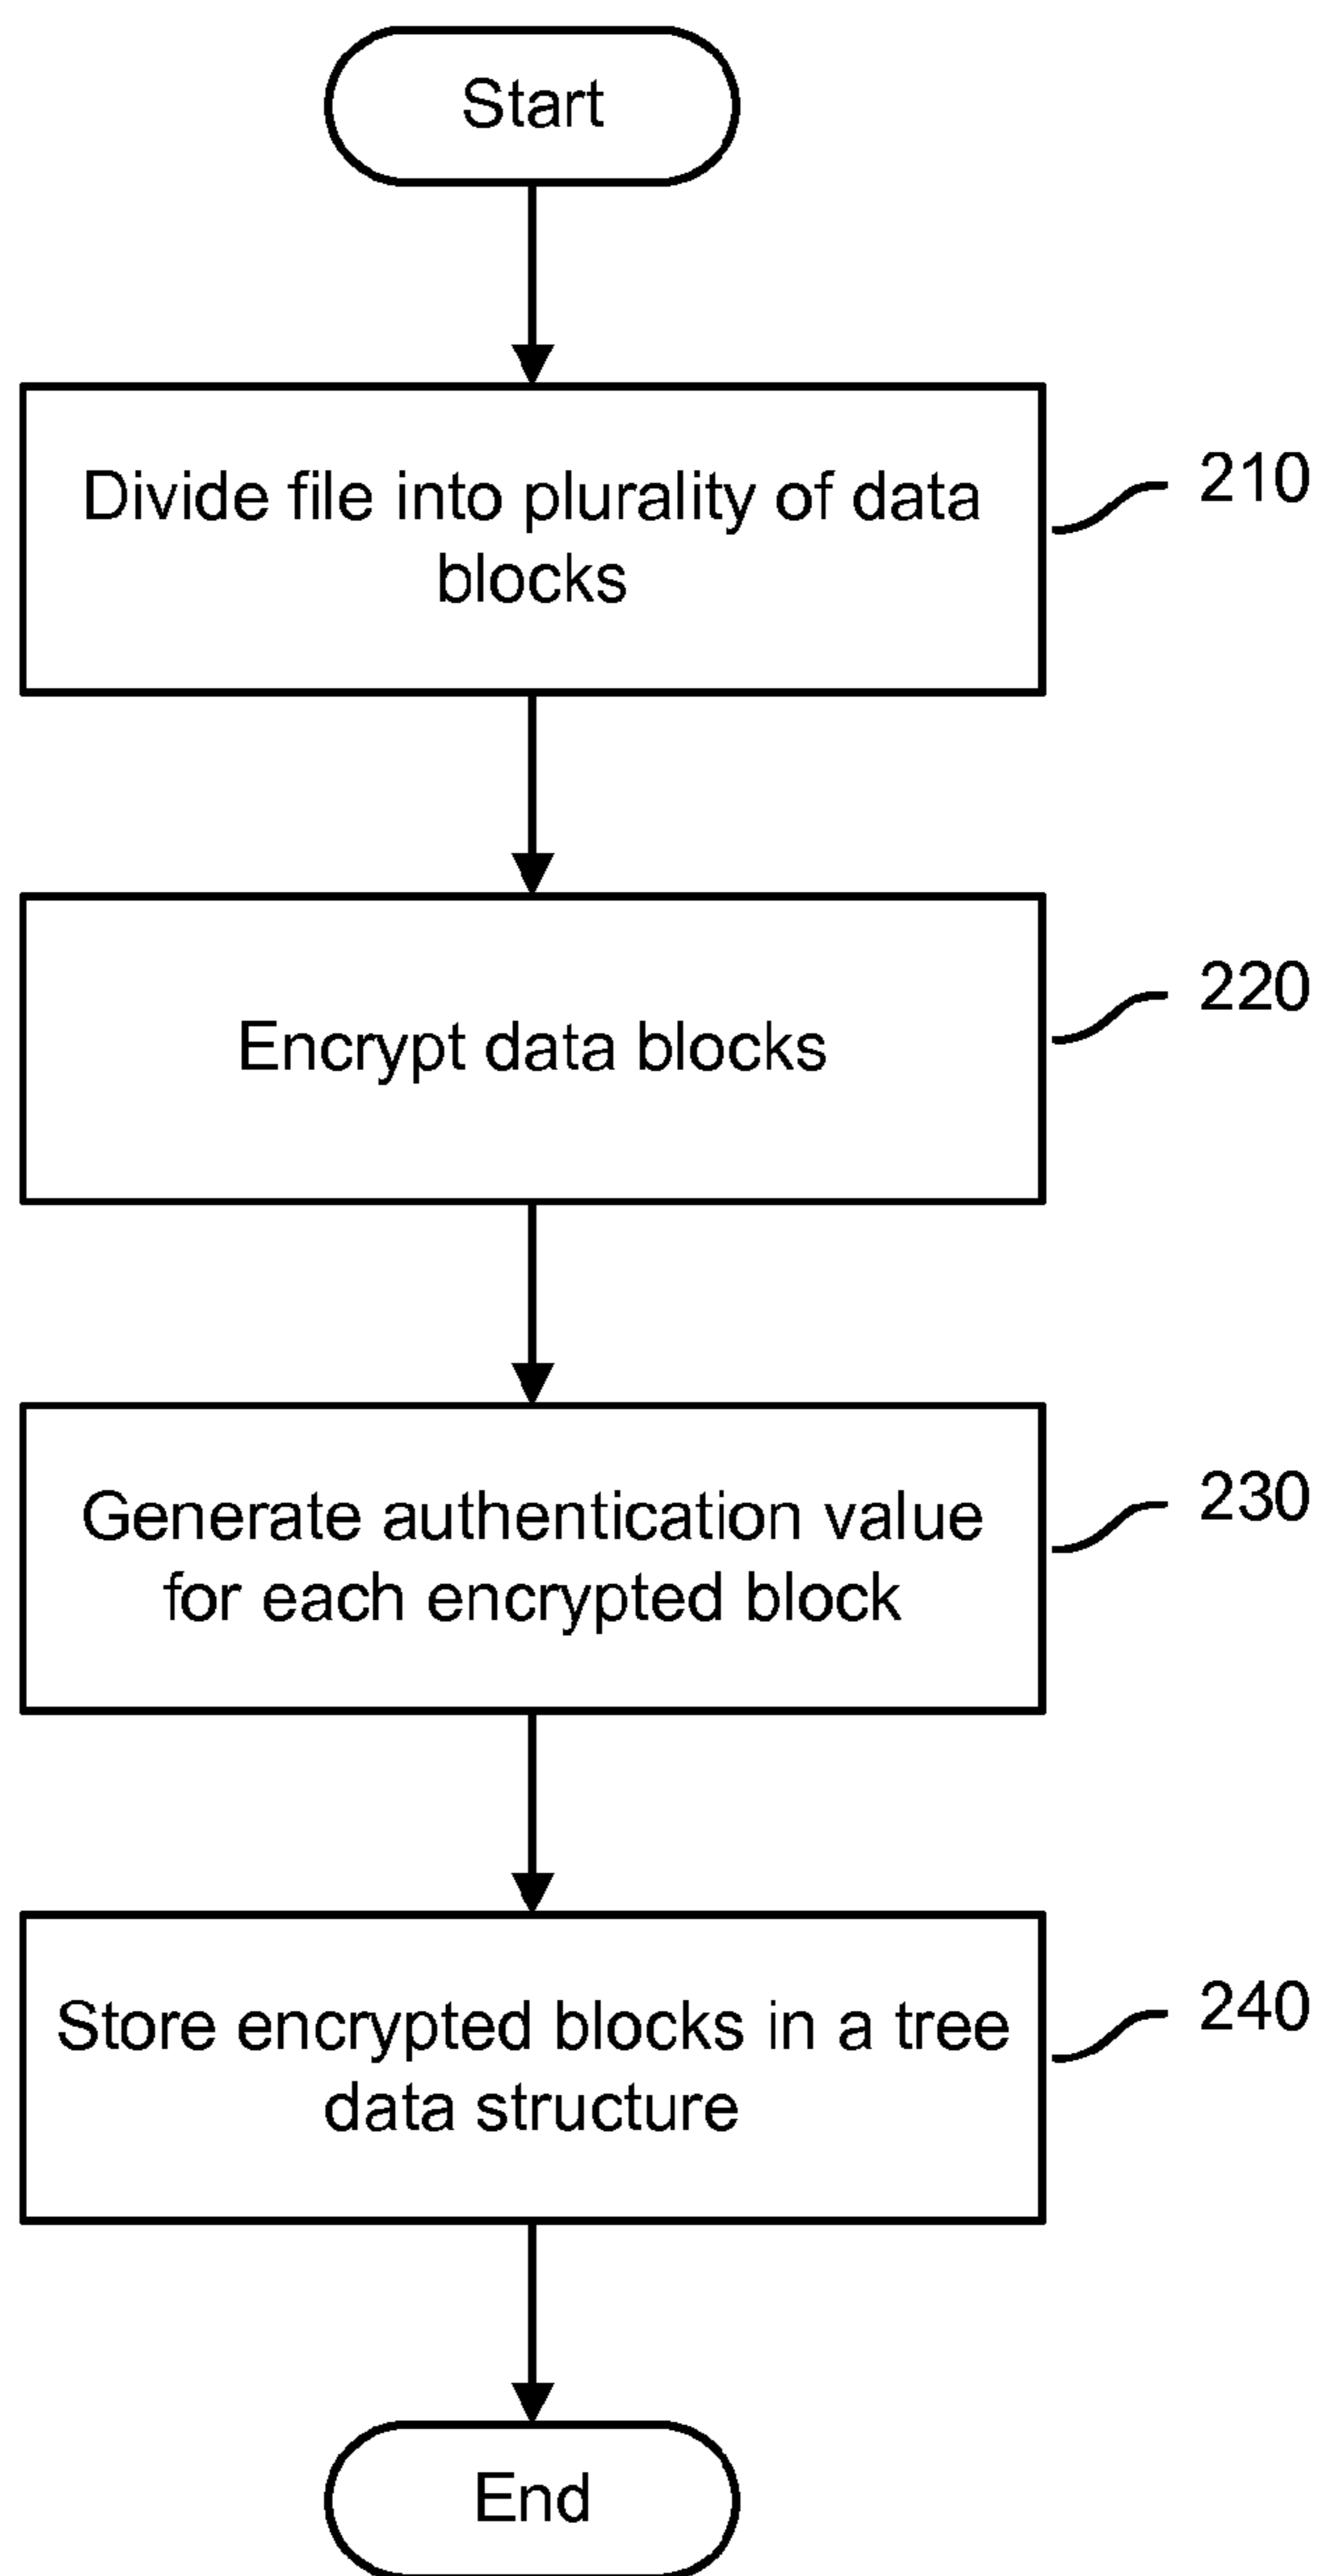 Start
Divide file into plurality of data
blocks
210
Encrypt data blocks
220
Generate authentication value
for each encrypted block
230
Store encrypted blocks in a tree
data structure
240
End